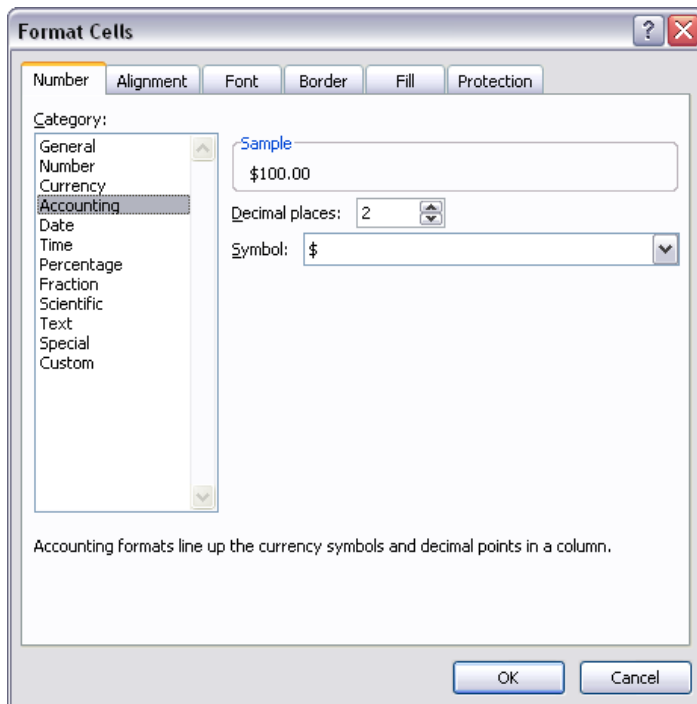 Format Cells
?
Number Alignment Font Border Fill Protection
Category:
General
Number
Currency
Accounting
Date
Time
Percentage
Fraction
Scientific
Text
Special
Custom
Sample
$100.00
Decimal places: 2
Symbol: $
Accounting formats line up the currency symbols and decimal points in a column.
OK Cancel